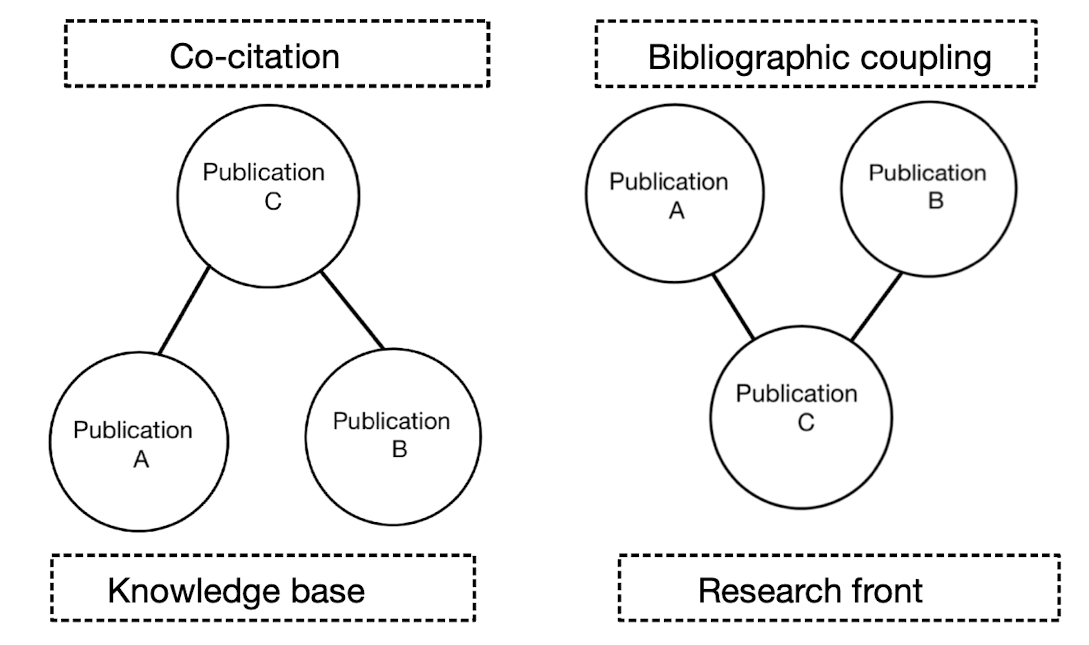 Co-citation
Publication
C
Publication
A
Publication
B
Knowledge base
Bibliographic coupling
Publication
A
Publication
B
Publication
C
Research front